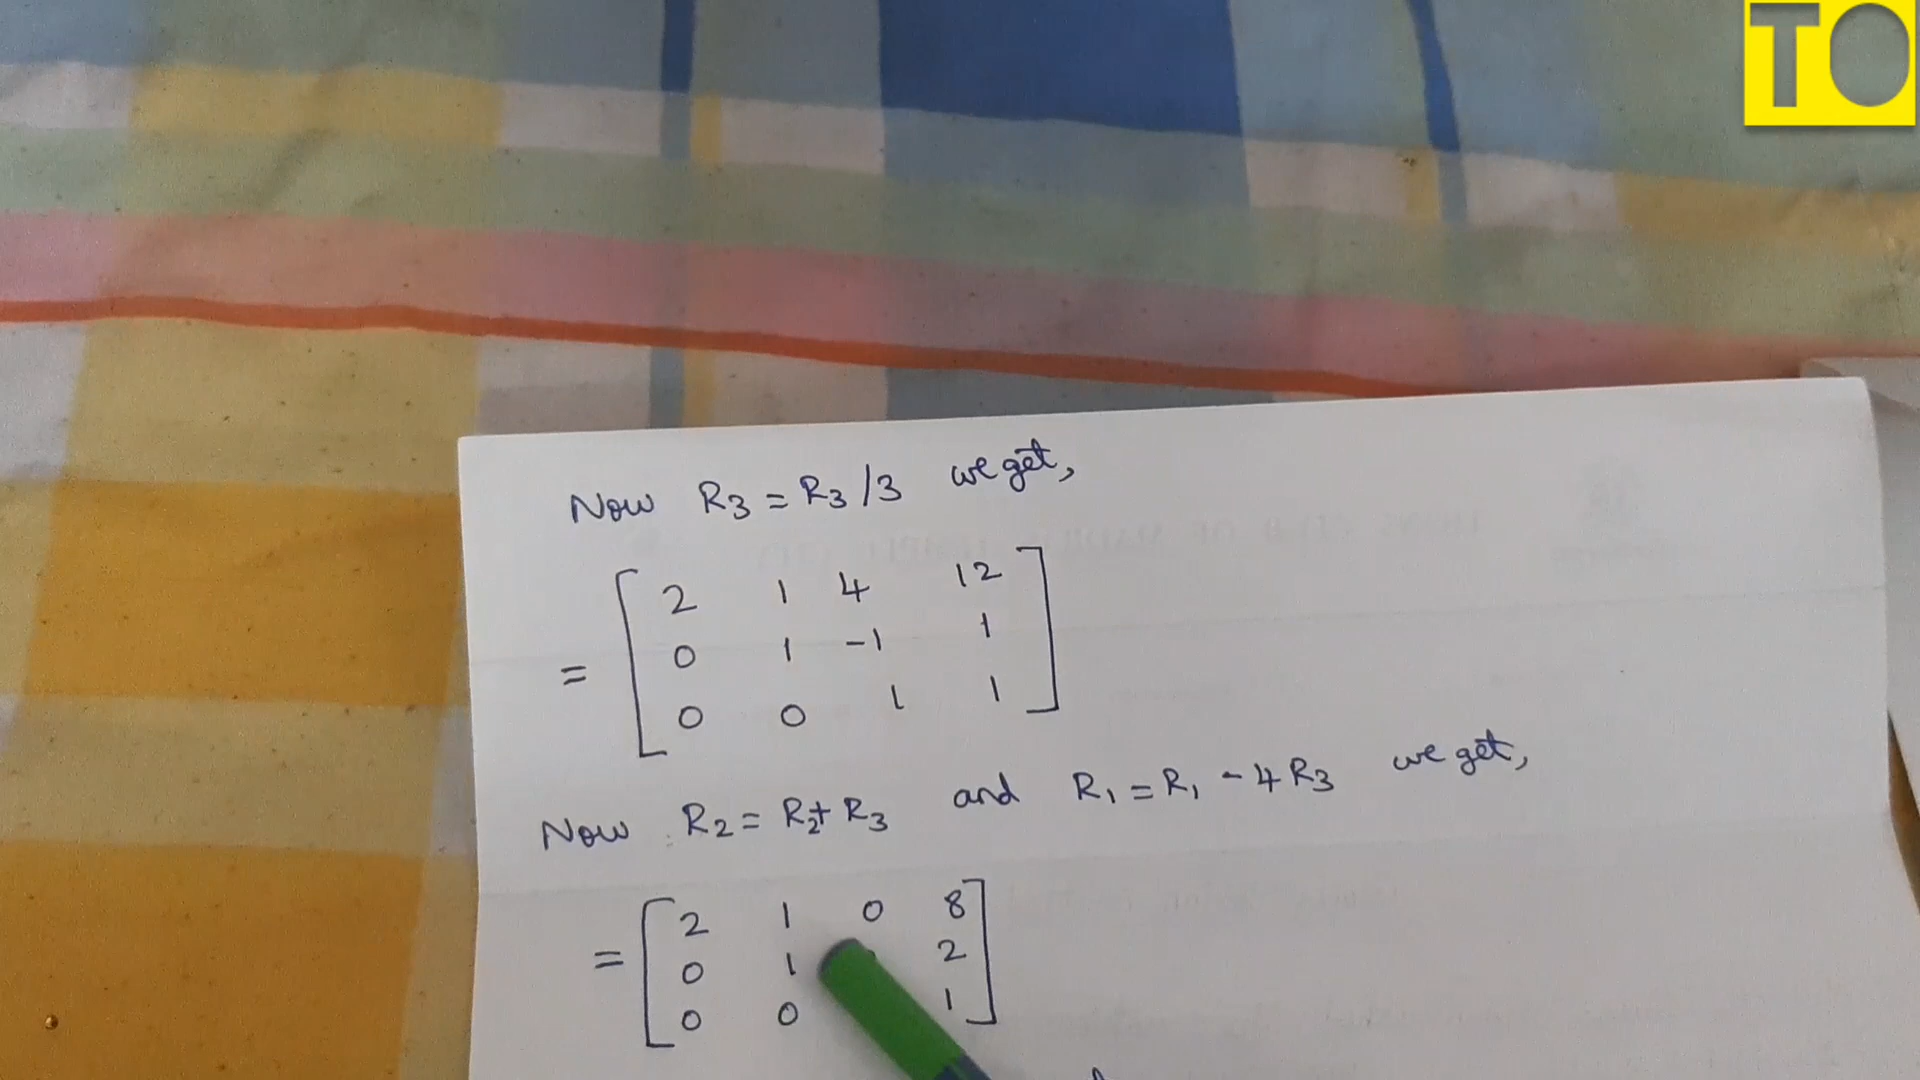 TO
Now R3 = R3/3 we get,
= [ 2 1 4 12
0 1 -1 1
0 0 1 1 ]
Now R2 = R2 + R3 and R1 = R1 - 4R3 we get,
= [ 2 1 0 8
0 1 2
0 0 1 ]